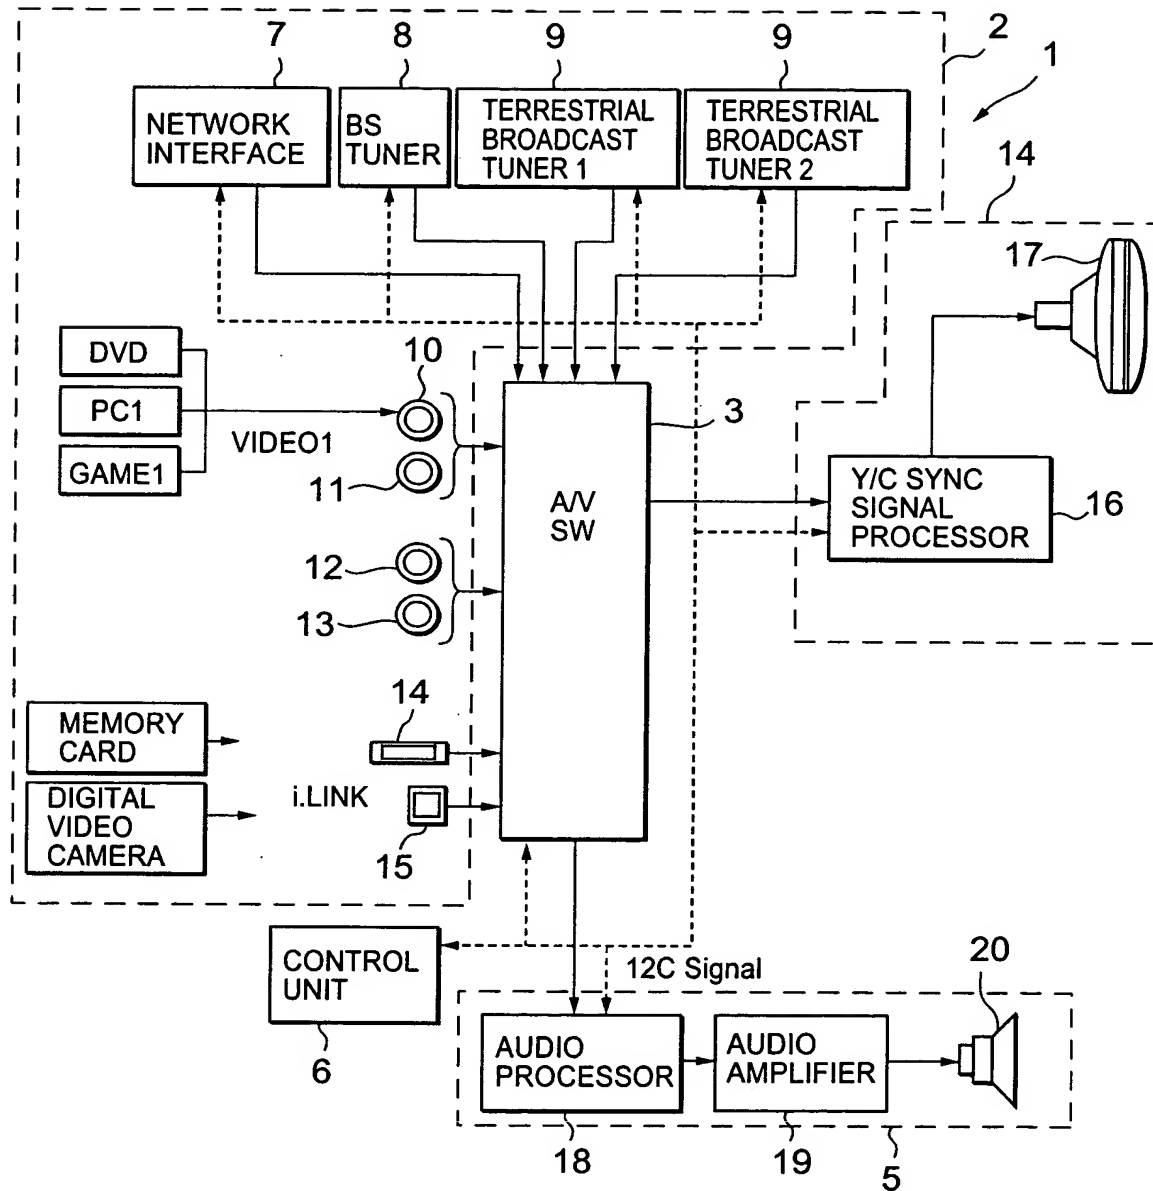 7
8
9
9
2
1
NETWORK
INTERFACE
BS
TUNER
TERRESTRIAL
BROADCAST
TUNER 1
TERRESTRIAL
BROADCAST
TUNER 2
14
17
DVD
PC1
GAME1
VIDEO1
10
11
12
13
3
A/V
SW
Y/C SYNC
SIGNAL
PROCESSOR
16
MEMORY
CARD
DIGITAL
VIDEO
CAMERA
14
i.LINK
15
CONTROL
UNIT
6
12C Signal
20
AUDIO
PROCESSOR
AUDIO
AMPLIFIER
18
19
5